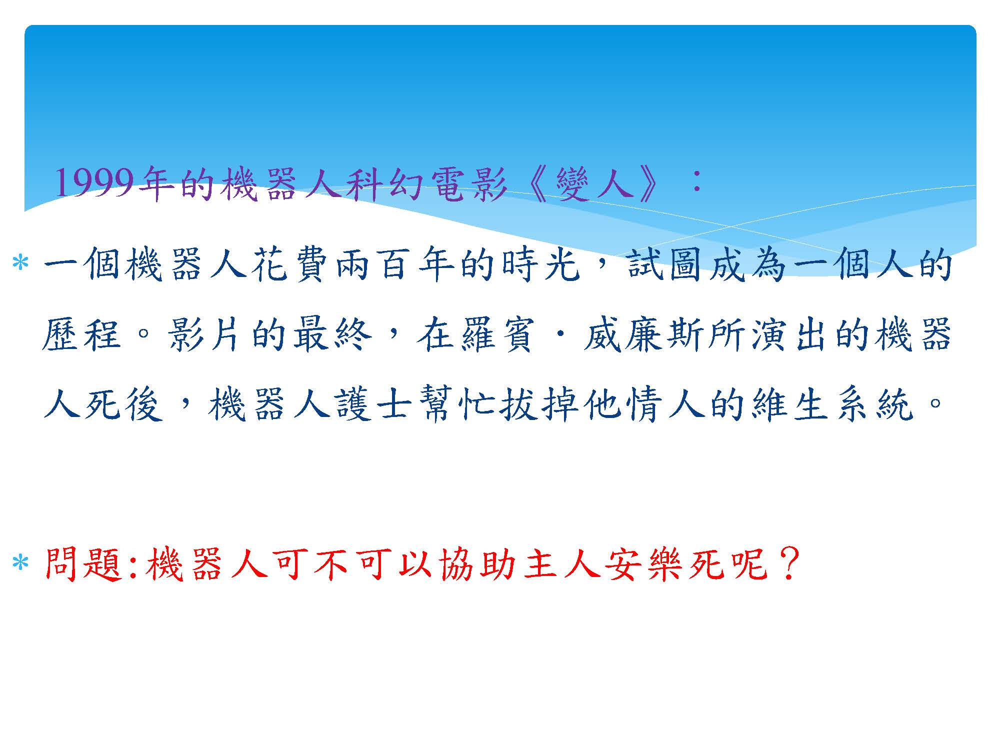 1999年的機器人科幻電影《變人》：
* 一個機器人花費兩百年的時光，試圖成為一個人的
歷程。影片的最終，在羅賓．威廉斯所演出的機器
人死後，機器人護士幫忙拔掉他情人的維生系統。
* 問題:機器人可不可以協助主人安樂死呢？